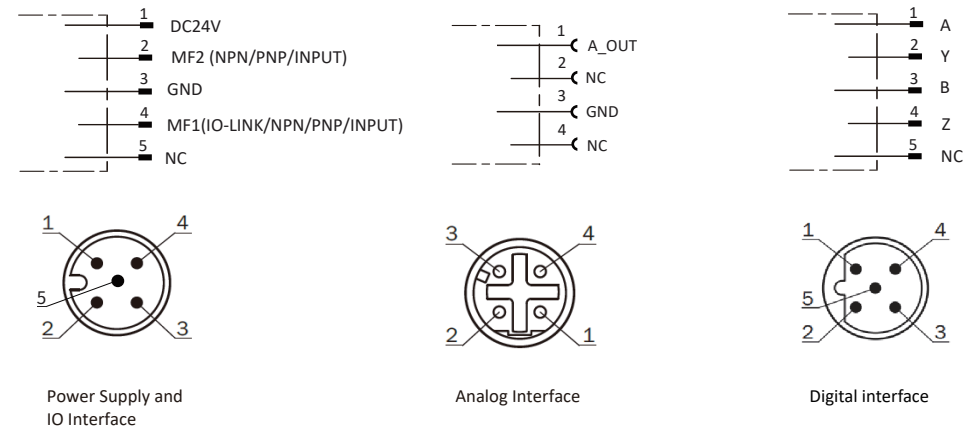 1 DC24V
2 MF2 (NPN/PNP/INPUT)
3 GND
4 MF1(IO-LINK/NPN/PNP/INPUT)
5 NC
1 A_OUT
2 NC
3 GND
4 NC
1 A
2 Y
3 B
4 Z
5 NC
1 4
5
2 3
Power Supply and
IO Interface
3 4
2 1
Analog Interface
1 4
5
2 3
Digital interface